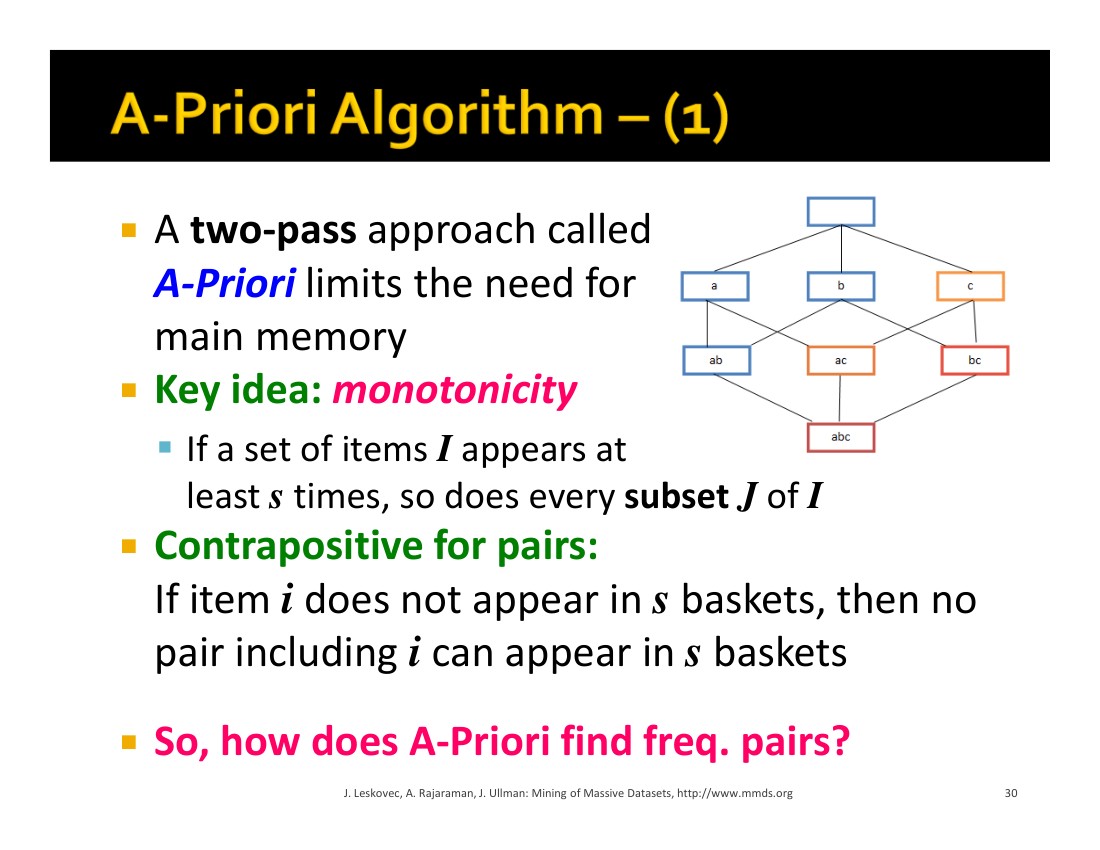 A-Priori Algorithm – (1)
A two-pass approach called
A-Priori limits the need for
main memory
Key idea: monotonicity
If a set of items I appears at
least s times, so does every subset J of I
Contrapositive for pairs:
If item i does not appear in s baskets, then no
pair including i can appear in s baskets
So, how does A-Priori find freq. pairs?
a b c
ab ac bc
abc
J. Leskovec, A. Rajaraman, J. Ullman: Mining of Massive Datasets, http://www.mmds.org
30